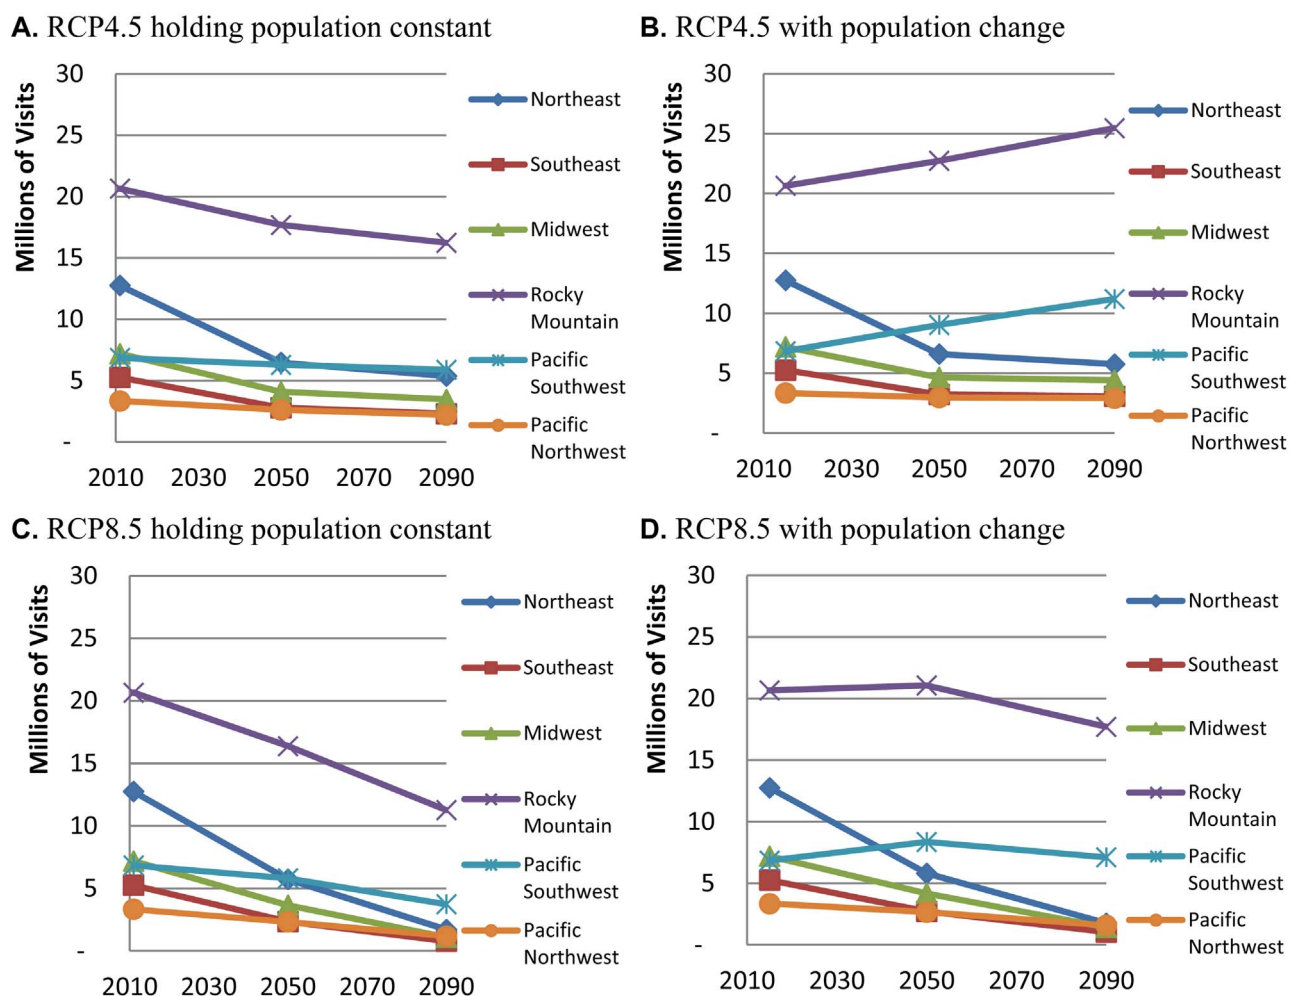 A. RCP4.5 holding population constant
Millions of Visits
30
25
20
15
10
5
-
2010 2030 2050 2070 2090
Northeast
Southeast
Midwest
Rocky
Mountain
Pacific
Southwest
Pacific
Northwest
B. RCP4.5 with population change
Millions of Visits
30
25
20
15
10
5
-
2010 2030 2050 2070 2090
Northeast
Southeast
Midwest
Rocky
Mountain
Pacific
Southwest
Pacific
Northwest
C. RCP8.5 holding population constant
Millions of Visits
30
25
20
15
10
5
-
2010 2030 2050 2070 2090
Northeast
Southeast
Midwest
Rocky
Mountain
Pacific
Southwest
Pacific
Northwest
D. RCP8.5 with population change
Millions of Visits
30
25
20
15
10
5
-
2010 2030 2050 2070 2090
Northeast
Southeast
Midwest
Rocky
Mountain
Pacific
Southwest
Pacific
Northwest